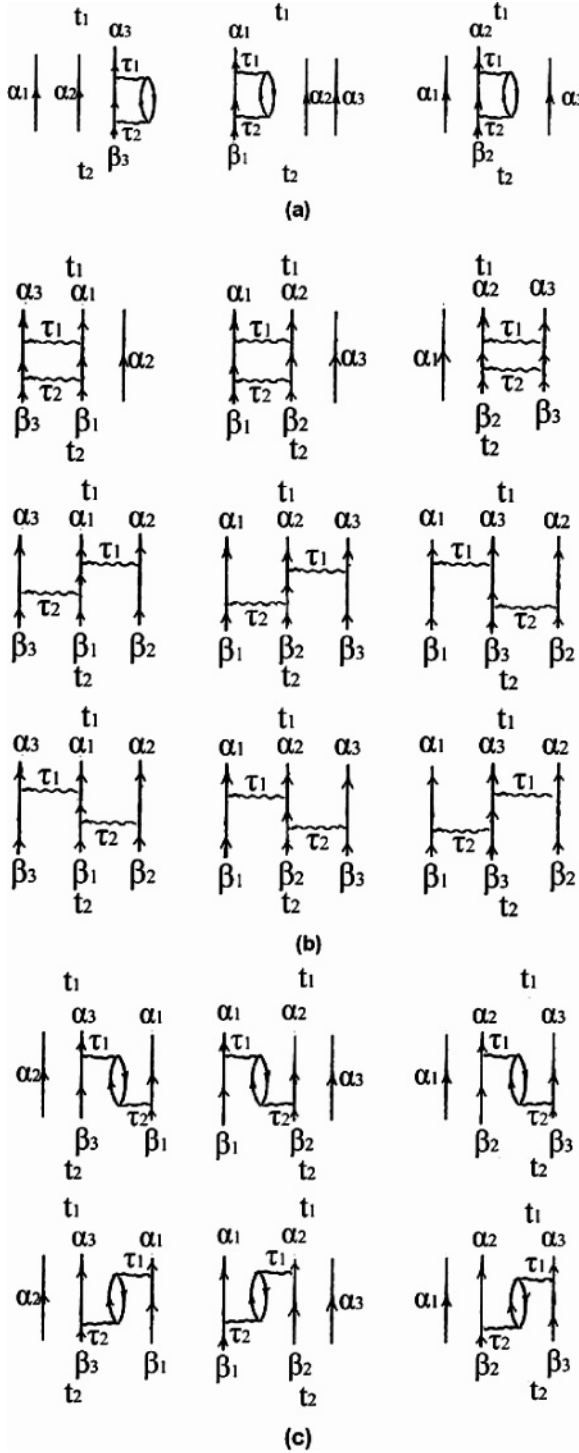 t₁ t₁ t₁
α₃ α₁ α₂
τ₁ τ₁ τ₁
α₁ α₂ α₂ α₃ α₁ α₃
τ₂ τ₂ τ₂
β₃ β₁ β₂
t₂ t₂ t₂
(a)
t₁ t₁ t₁
α₃ α₁ α₁ α₂ α₂ α₃
τ₁ τ₁ τ₁
α₂ α₃ α₁
τ₂ τ₂ τ₂
β₃ β₁ β₁ β₂ β₂ β₃
t₂ t₂ t₂
t₁ t₁ t₁
α₃ α₁ α₂ α₁ α₂ α₃ α₁ α₃ α₂
τ₁ τ₁ τ₁
τ₂ τ₂ τ₂
β₃ β₁ β₂ β₁ β₂ β₃ β₁ β₃ β₂
t₂ t₂ t₂
t₁ t₁ t₁
α₃ α₁ α₂ α₁ α₂ α₃ α₁ α₃ α₂
τ₁ τ₁ τ₁
τ₂ τ₂ τ₂
β₃ β₁ β₂ β₁ β₂ β₃ β₁ β₃ β₂
t₂ t₂ t₂
(b)
t₁ t₁ t₁
α₃ α₁ α₁ α₂ α₂ α₃
τ₁ τ₁ τ₁
α₂ α₃ α₁
τ₂ τ₂ τ₂
β₃ β₁ β₁ β₂ β₂ β₃
t₂ t₂ t₂
t₁ t₁ t₁
α₃ α₁ α₁ α₂ α₂ α₃
τ₁ τ₁ τ₁
α₂ α₃ α₁
τ₂ τ₂ τ₂
β₃ β₁ β₁ β₂ β₂ β₃
t₂ t₂ t₂
(c)